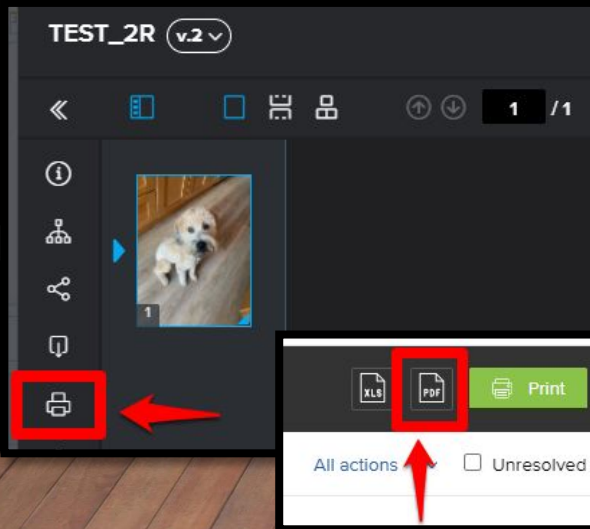 TEST_2R v.2
1 /1
1
XLS PDF Print
All actions Unresolved